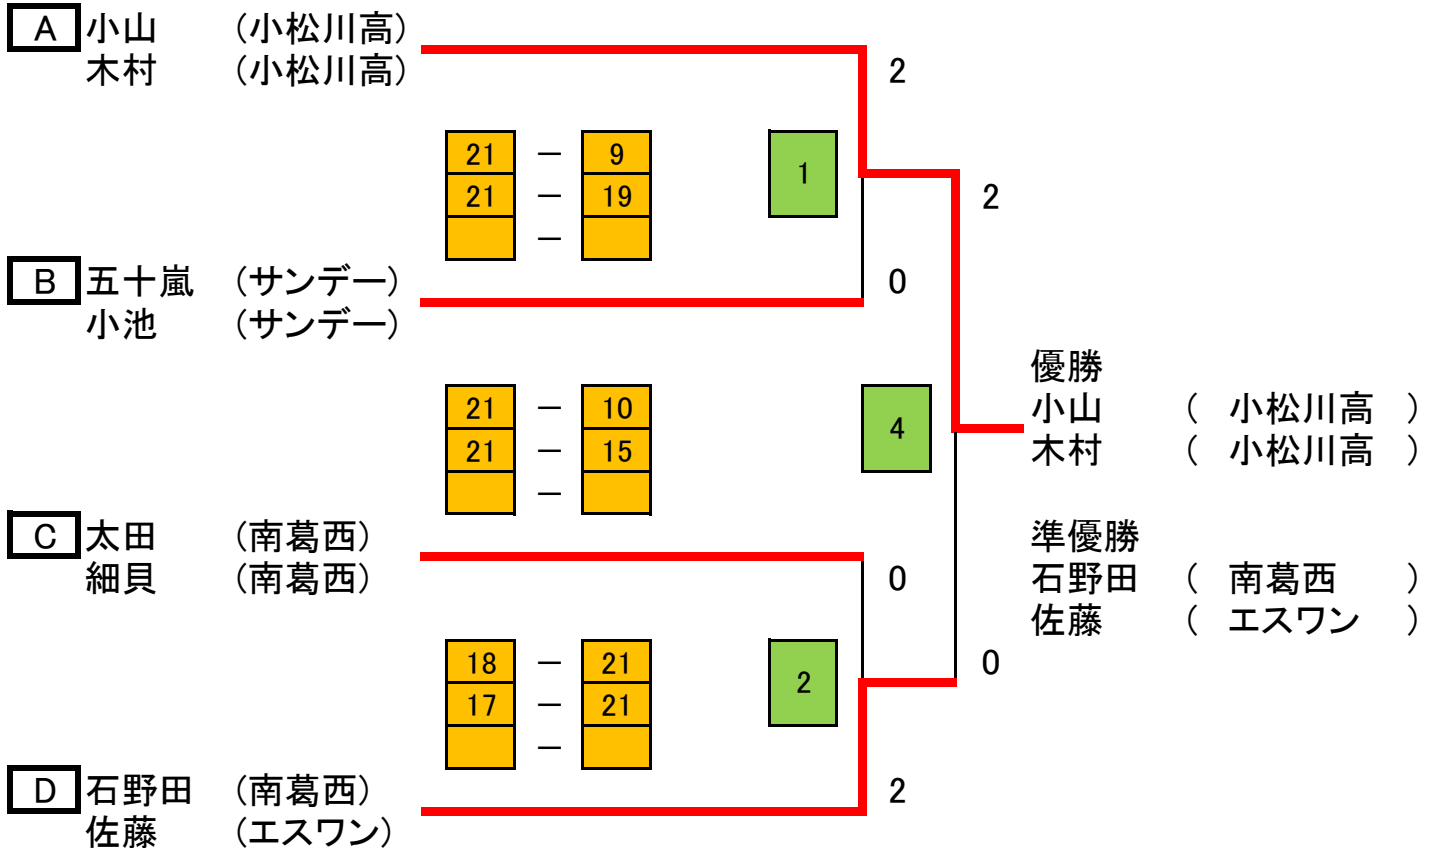 A 小山 （小松川高）
木村 （小松川高）
2
21 － 9
1
21 － 19
2
－
B 五十嵐 （サンデー）
0
小池 （サンデー）
優勝
21 － 10
小山 （ 小松川高 ）
4
21 － 15
木村 （ 小松川高 ）
－
C 太田 （南葛西）
準優勝
細貝 （南葛西）
0
石野田 （ 南葛西 ）
佐藤 （ エスワン ）
18 － 21
0
2
17 － 21
－
D 石野田 （南葛西）
2
佐藤 （エスワン）